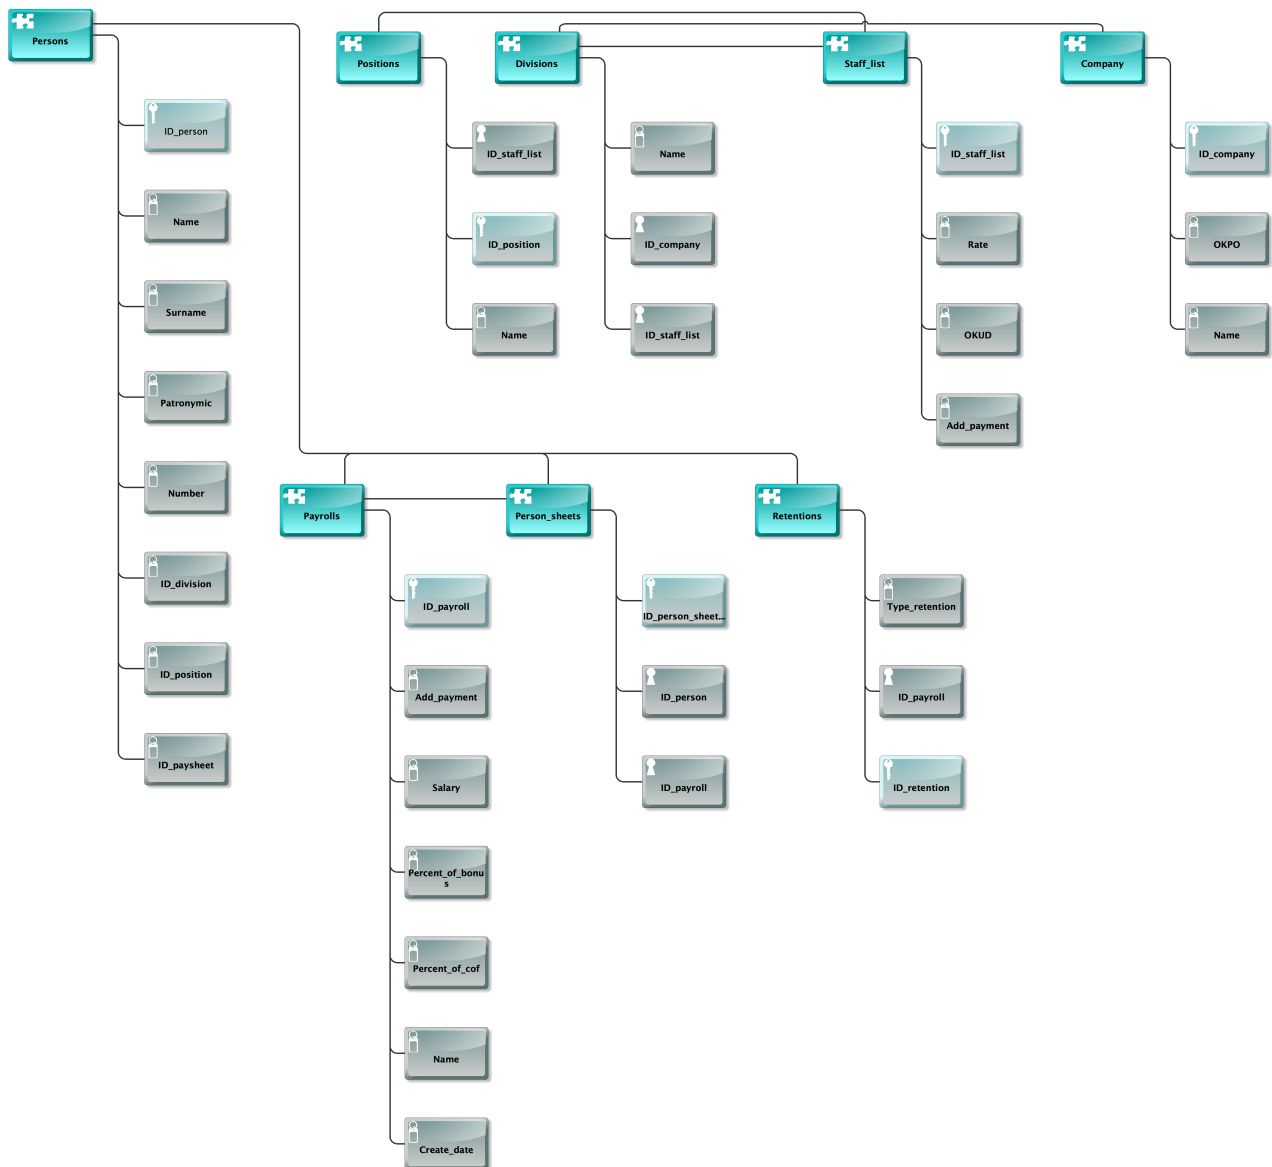 Persons
ID_person
Name
Surname
Patronymic
Number
ID_division
ID_position
ID_paysheet
Positions
ID_staff_list
ID_position
Name
Divisions
Name
ID_company
ID_staff_list
Staff_list
ID_staff_list
Rate
OKUD
Add_payment
Company
ID_company
OKPO
Name
Payrolls
ID_payroll
Add_payment
Salary
Percent_of_bonu
s
Percent_of_cof
Name
Create_date
Person_sheets
ID_person_sheet...
ID_person
ID_payroll
Retentions
Type_retention
ID_payroll
ID_retention